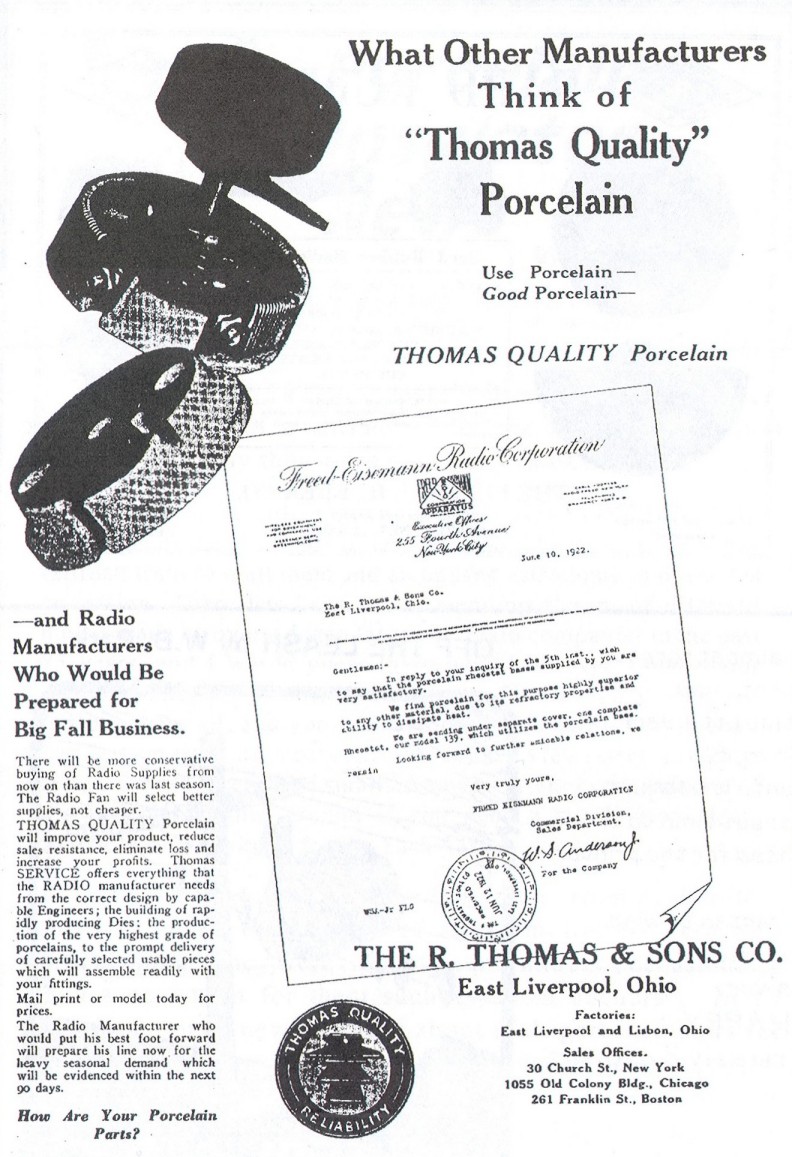 What Other Manufacturers
Think of
“Thomas Quality”
Porcelain
Use Porcelain—
Good Porcelain—
THOMAS QUALITY Porcelain
Freed-Eisemann Radio Corporation
APPARATUS
Executive Offices
255 Fourth Avenue
New York City
June 10, 1922.
The R. Thomas & Sons Co.
East Liverpool, Ohio.
Gentlemen:-
In reply to your inquiry of the 5th inst., wish
to say that the porcelain rheostat bases supplied by you are
very satisfactory.
We find porcelain for this purpose highly superior
to any other material, due to its refractory properties and
ability to dissipate heat.
We are sending under separate cover, one complete
Rheostat, our model 139, which utilizes the porcelain base.
Looking forward to further amicable relations, we
remain
Very truly yours,
FREED EISEMANN RADIO CORPORATION
Commercial Division,
Sales Department.
W.S. Anderson Jr.
For the Company
JUN 12 1922
—and Radio
Manufacturers
Who Would Be
Prepared for
Big Fall Business.
There will be more conservative
buying of Radio Supplies from
now on than there was last season.
The Radio Fan will select better
supplies, not cheaper.
THOMAS QUALITY Porcelain
will improve your product, reduce
sales resistance, eliminate loss and
increase your profits. Thomas
SERVICE offers everything that
the RADIO manufacturer needs
from the correct design by capa-
ble Engineers; the building of rap-
idly producing Dies; the produc-
tion of the very highest grade of
porcelains, to the prompt delivery
of carefully selected usable pieces
which will assemble readily with
your fittings.
Mail print or model today for
prices.
The Radio Manufacturer who
would put his best foot forward
will prepare his line now for the
heavy seasonal demand which
will be evidenced within the next
90 days.
How Are Your Porcelain
Parts?
THOMAS QUALITY
RELIABILITY
THE R. THOMAS & SONS CO.
East Liverpool, Ohio
Factories:
East Liverpool and Lisbon, Ohio
Sales Offices.
30 Church St., New York
1055 Old Colony Bldg., Chicago
261 Franklin St., Boston